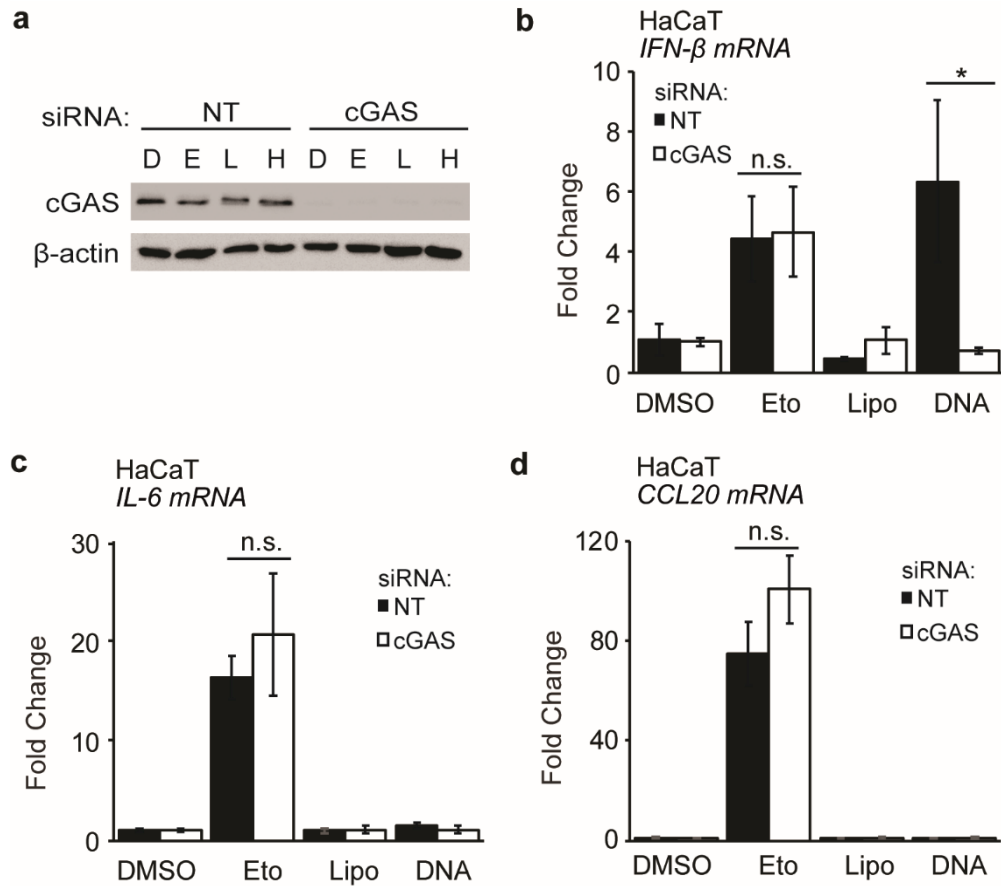 a
siRNA: NT cGAS
D E L H D E L H
cGAS
β-actin
b
HaCaT
IFN-β mRNA
Fold Change
10
8
6
4
2
0
siRNA:
NT
cGAS
n.s.
*
DMSO Eto Lipo DNA
c
HaCaT
IL-6 mRNA
Fold Change
30
20
10
0
n.s.
siRNA:
NT
cGAS
DMSO Eto Lipo DNA
d
HaCaT
CCL20 mRNA
Fold Change
120
80
40
0
n.s.
siRNA:
NT
cGAS
DMSO Eto Lipo DNA